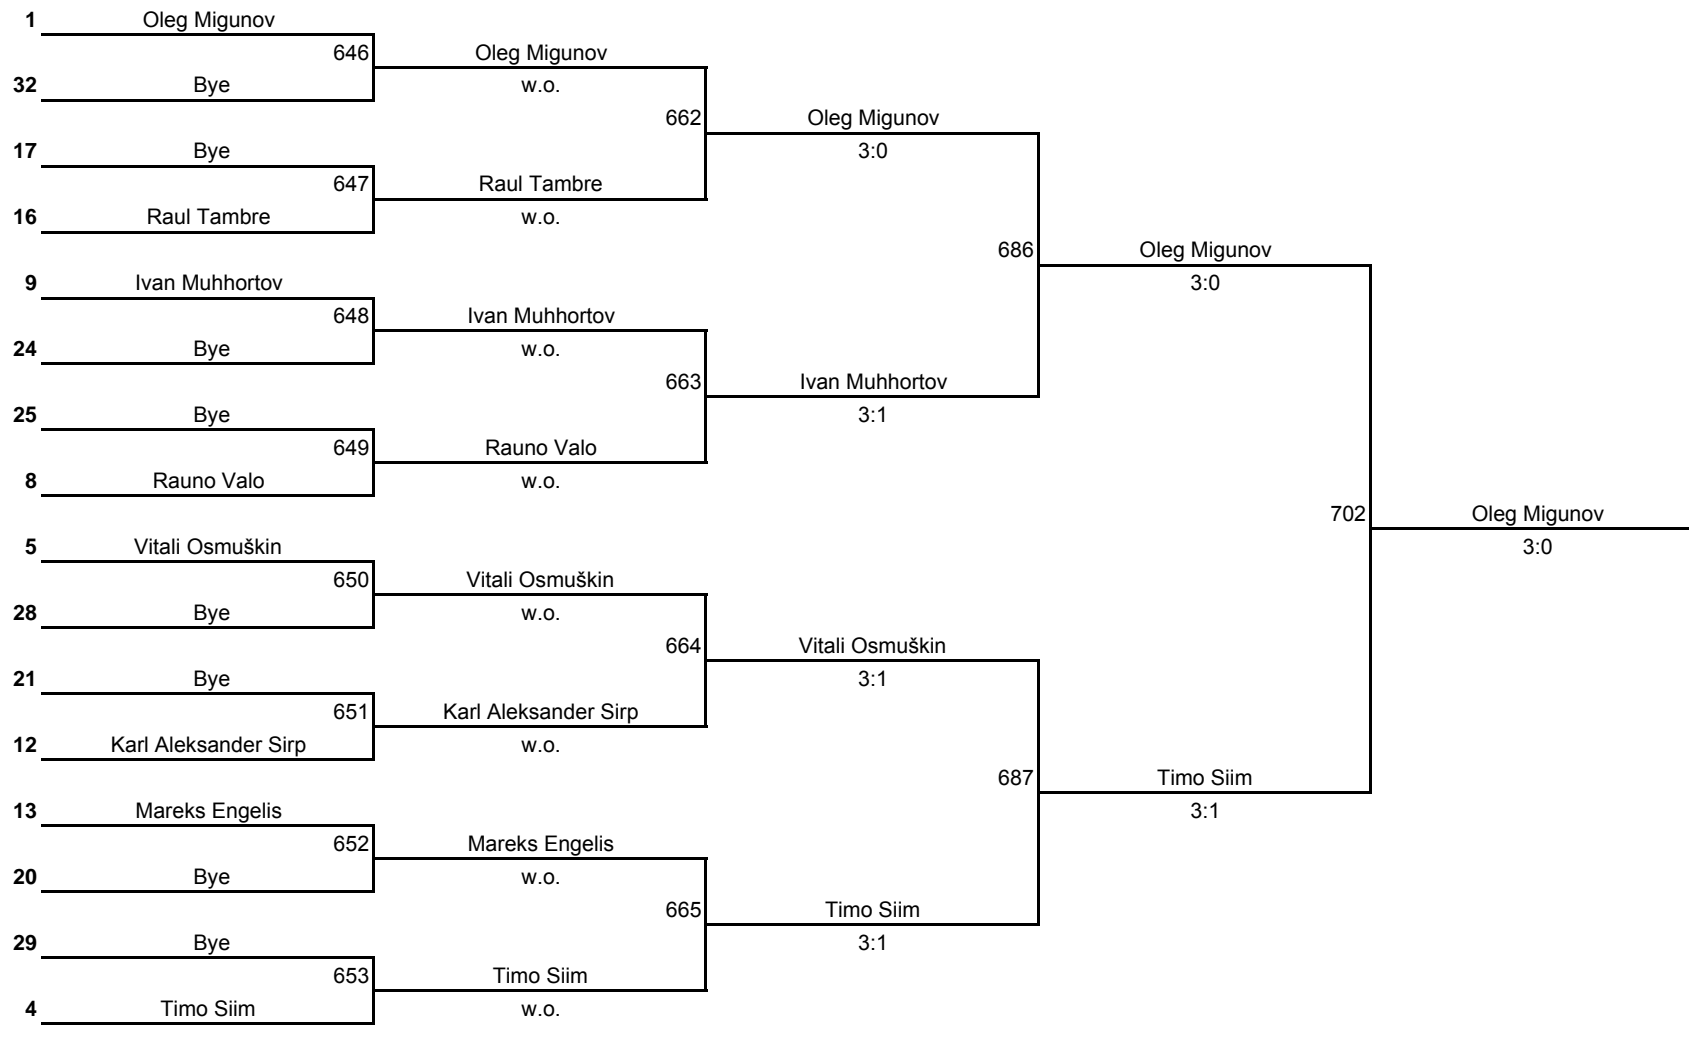 1 Oleg Migunov
646 Oleg Migunov
32 Bye w.o.
662 Oleg Migunov
17 Bye 3:0
647 Raul Tambre
16 Raul Tambre w.o.
686 Oleg Migunov
9 Ivan Muhhortov 3:0
648 Ivan Muhhortov
24 Bye w.o.
663 Ivan Muhhortov
25 Bye 3:1
649 Rauno Valo
8 Rauno Valo w.o.
702 Oleg Migunov
5 Vitali Osmuškin 3:0
650 Vitali Osmuškin
28 Bye w.o.
664 Vitali Osmuškin
21 Bye 3:1
651 Karl Aleksander Sirp
12 Karl Aleksander Sirp w.o.
687 Timo Siim
13 Mareks Engelis 3:1
652 Mareks Engelis
20 Bye w.o.
665 Timo Siim
29 Bye 3:1
653 Timo Siim
4 Timo Siim w.o.